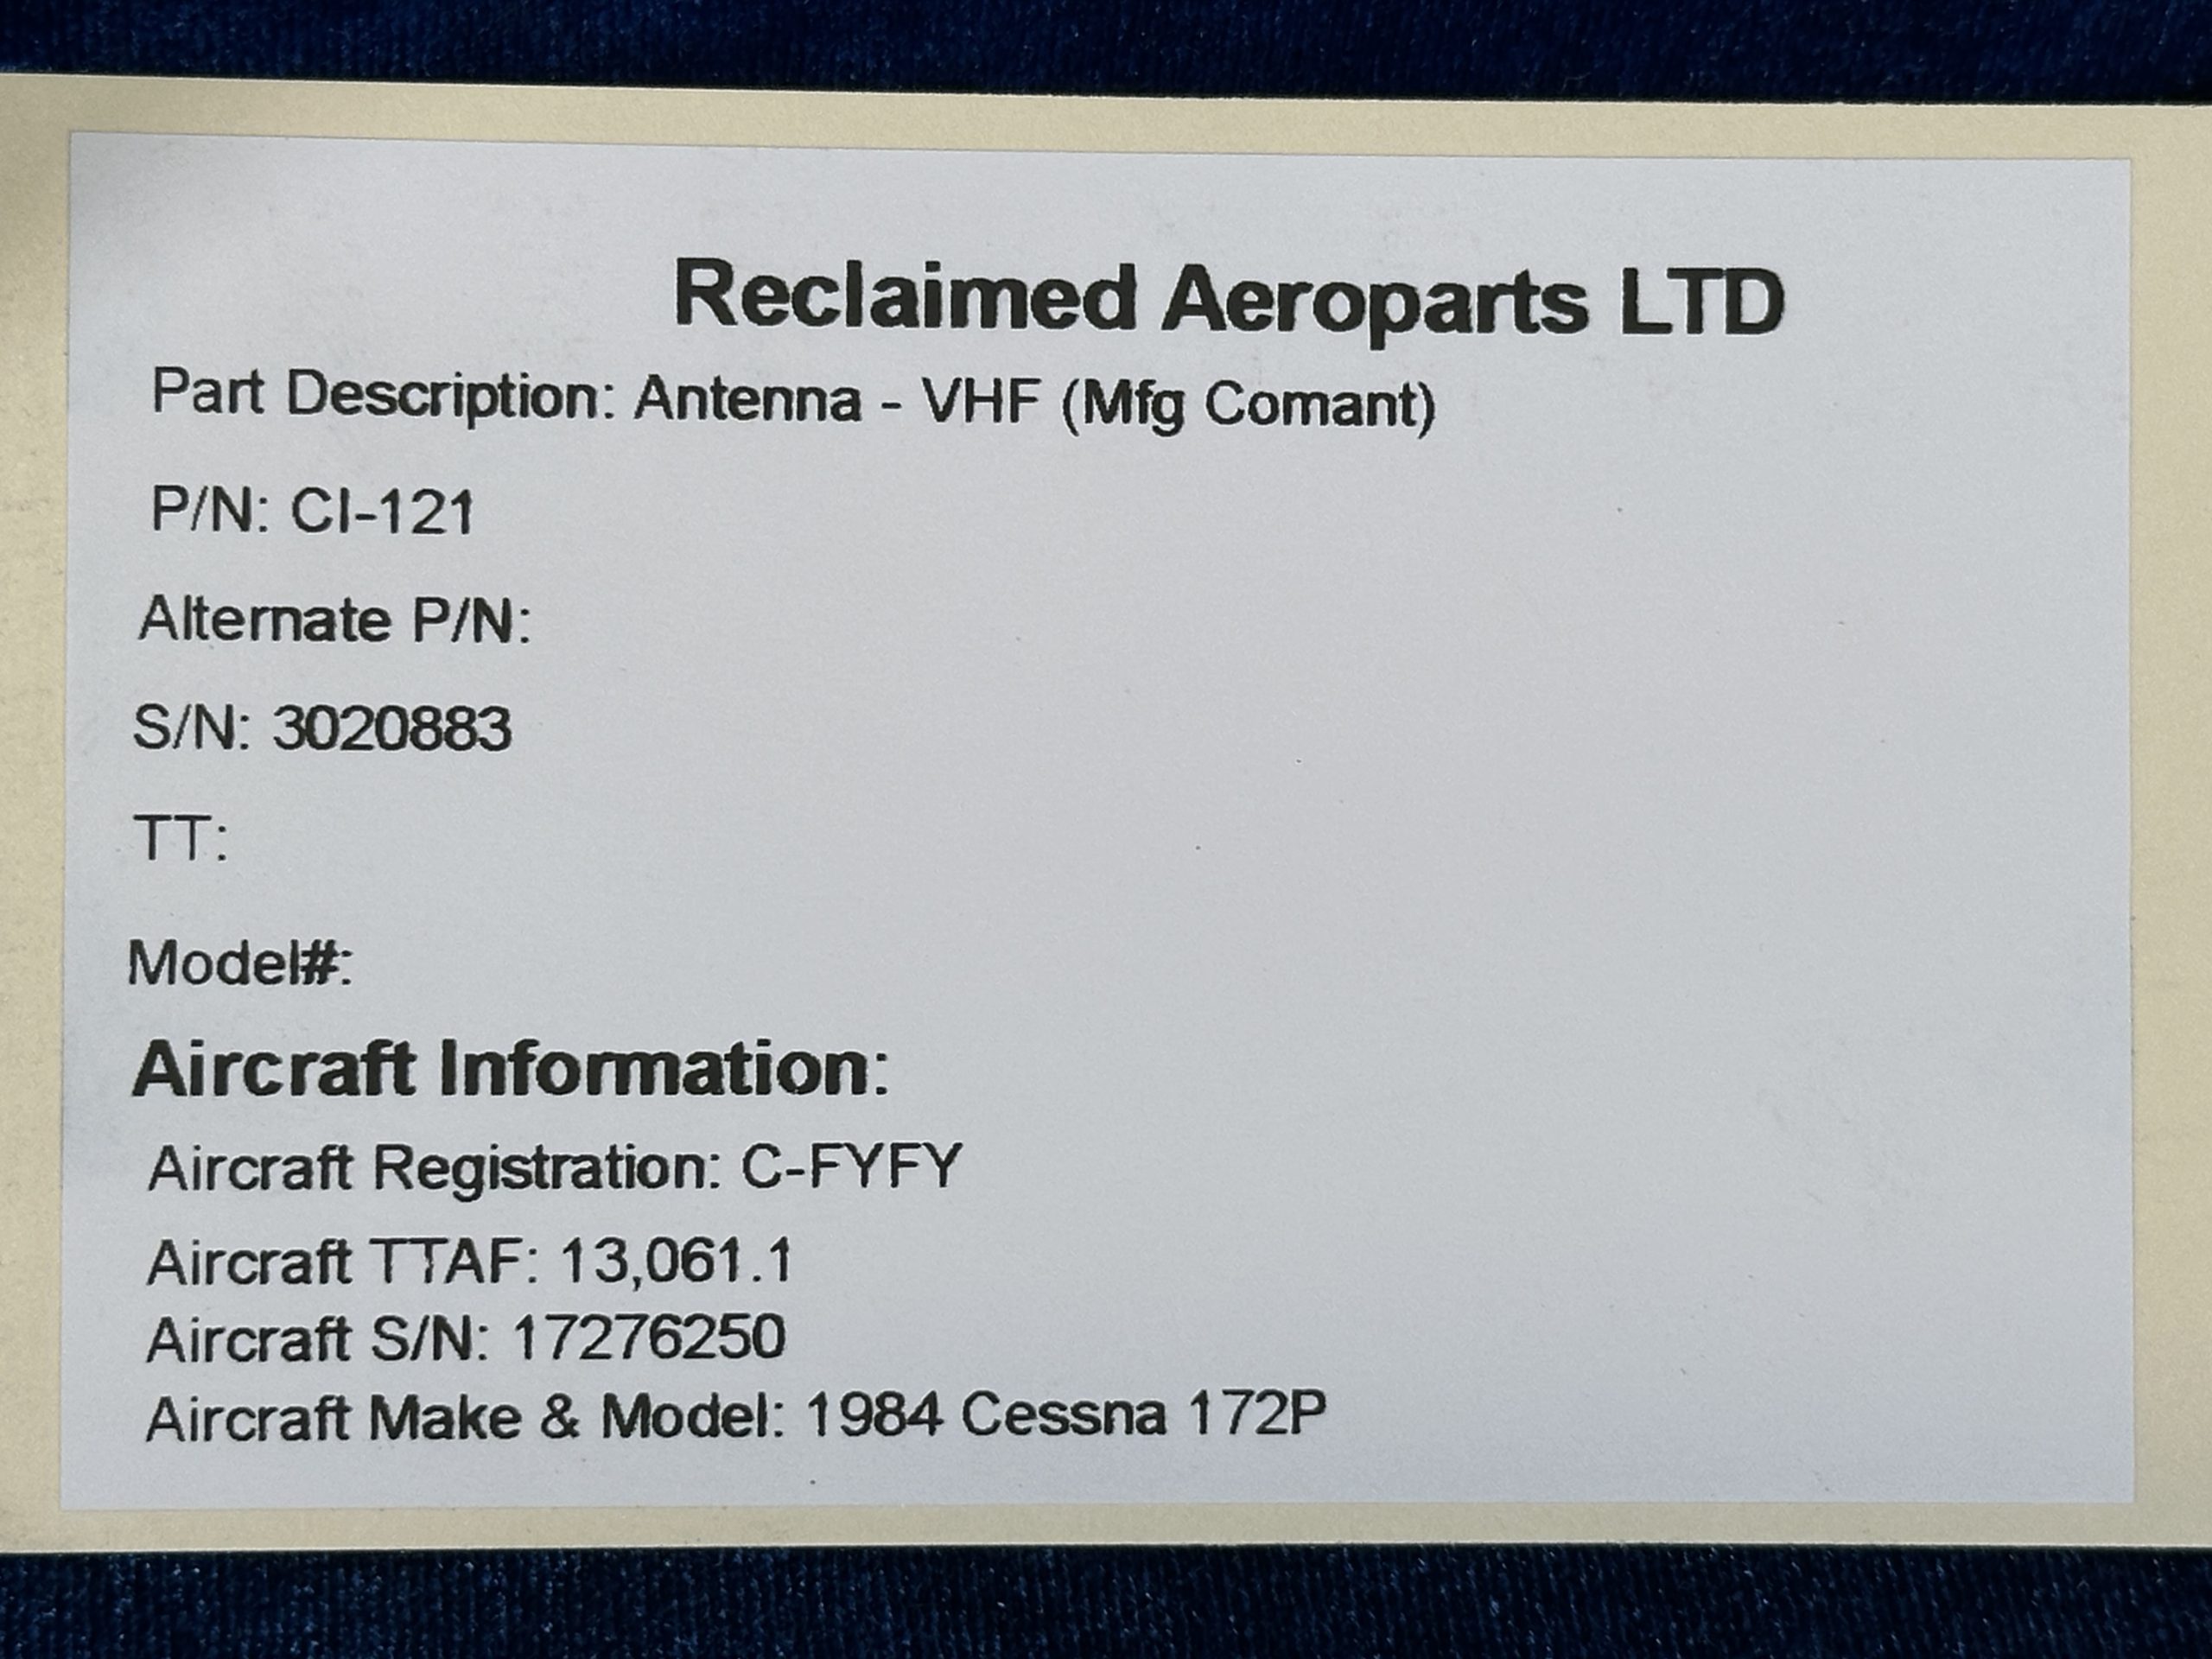 Reclaimed Aeroparts LTD
Part Description: Antenna - VHF (Mfg Comant)
P/N: CI-121
Alternate P/N:
S/N: 3020883
TT:
Model#:
Aircraft Information:
Aircraft Registration: C-FYFY
Aircraft TTAF: 13,061.1
Aircraft S/N: 17276250
Aircraft Make & Model: 1984 Cessna 172P